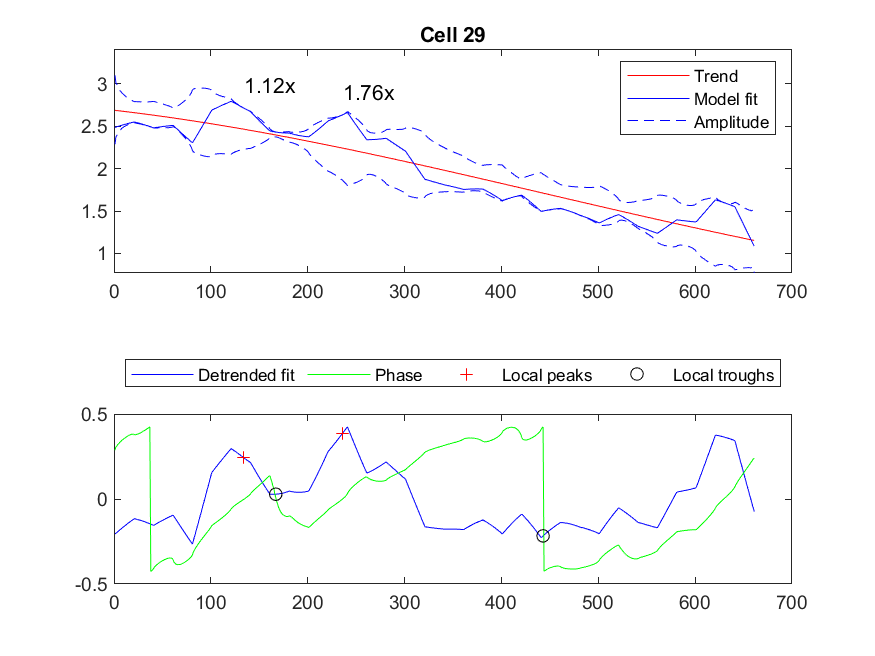 Cell 29
1.12x
1.76x
Trend
Model fit
Amplitude
3
2.5
2
1.5
1
0 100 200 300 400 500 600 700
Detrended fit Phase Local peaks Local troughs
0.5
0
-0.5
0 100 200 300 400 500 600 700